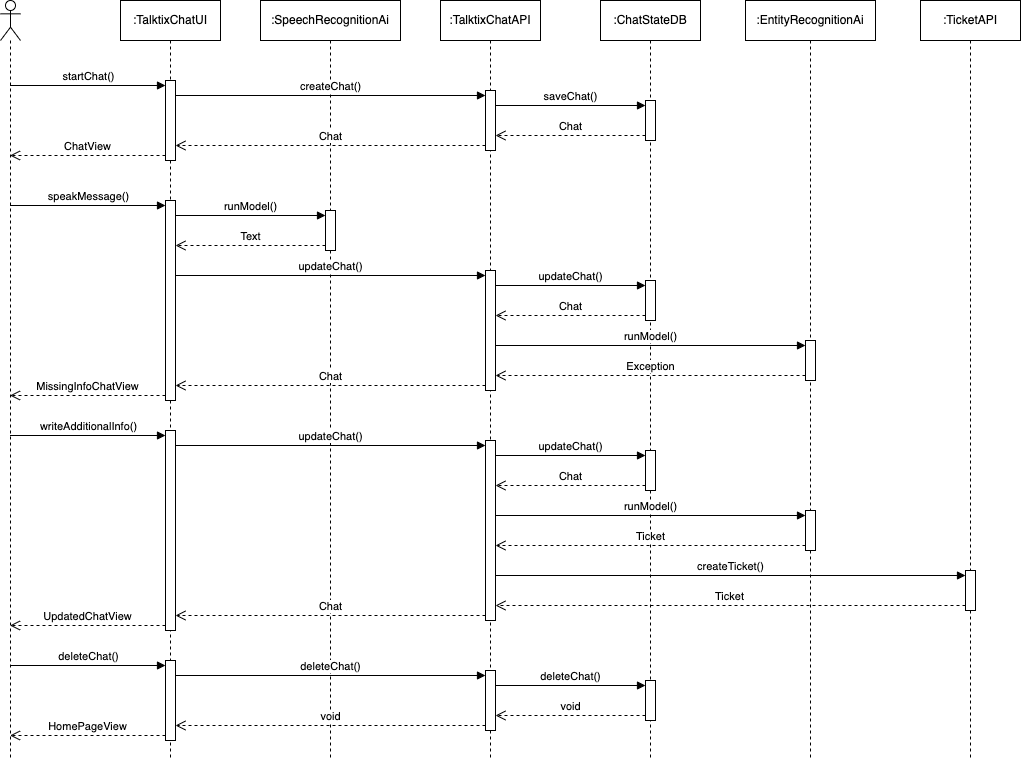 :TalktixChatUI
:SpeechRecognitionAi
:TalktixChatAPI
:ChatStateDB
:EntityRecognitionAi
:TicketAPI
startChat()
createChat()
saveChat()
Chat
Chat
ChatView
speakMessage()
runModel()
Text
updateChat()
updateChat()
Chat
runModel()
Exception
Chat
MissingInfoChatView
writeAdditionalInfo()
updateChat()
updateChat()
Chat
runModel()
Ticket
createTicket()
Ticket
Chat
UpdatedChatView
deleteChat()
deleteChat()
deleteChat()
void
void
HomePageView